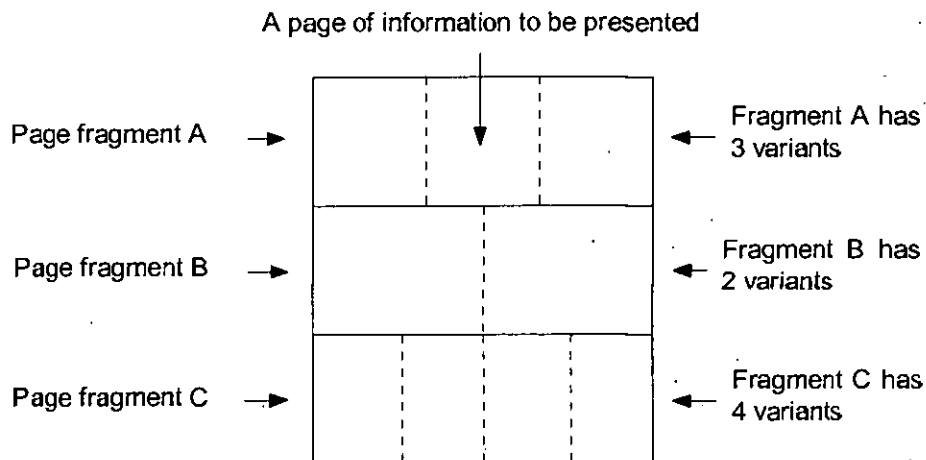 A page of information to be presented
Page fragment A
Fragment A has
3 variants
Page fragment B
Fragment B has
2 variants
Page fragment C
Fragment C has
4 variants